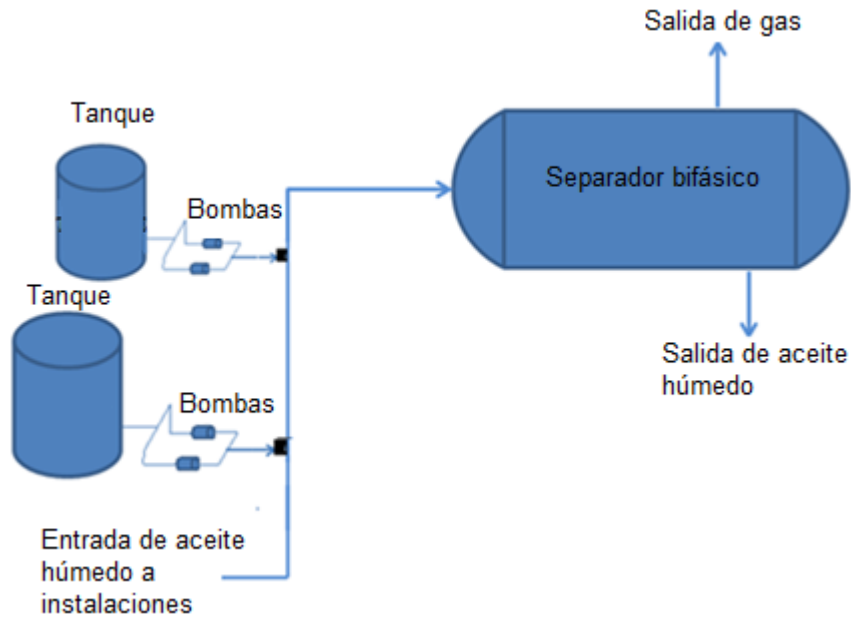 Salida de gas
Tanque
Separador bifásico
Bombas
Tanque
Salida de aceite
húmedo
Bombas
Entrada de aceite
húmedo a
instalaciones